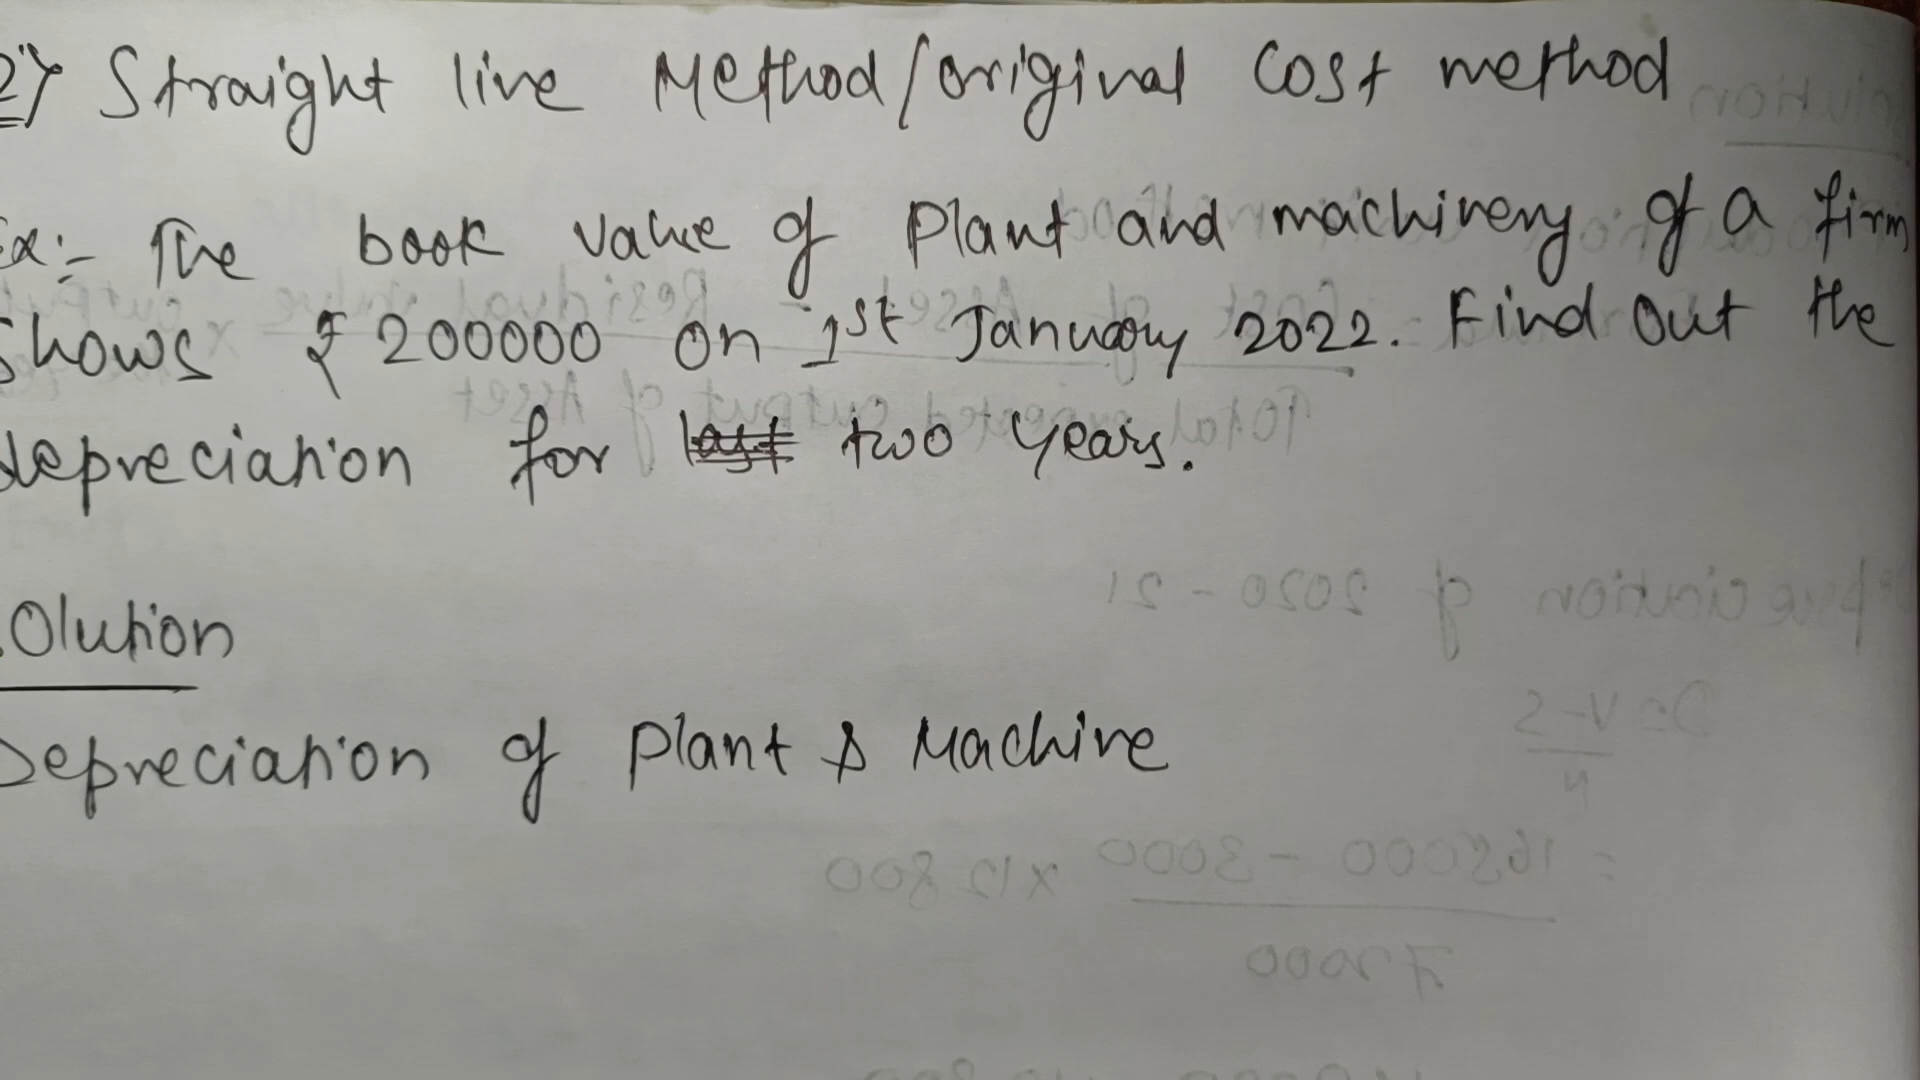 2) Straight line Method/original Cost method
Ex:- The book value of Plant and machinery of a firm
shows ₹200000 on 1st January 2022. Find out the
depreciation for last two years.
Solution
Depreciation of Plant & Machine